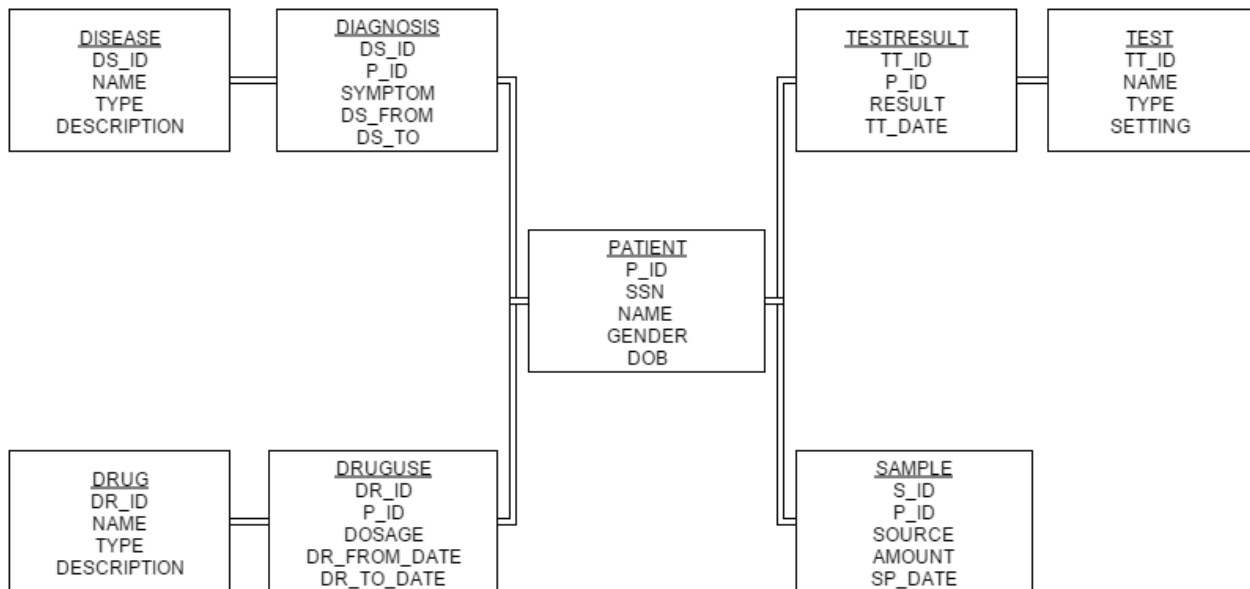 DISEASE
DS_ID
NAME
TYPE
DESCRIPTION
DIAGNOSIS
DS_ID
P_ID
SYMPTOM
DS_FROM
DS_TO
TESTRESULT
TT_ID
P_ID
RESULT
TT_DATE
TEST
TT_ID
NAME
TYPE
SETTING
PATIENT
P_ID
SSN
NAME
GENDER
DOB
DRUG
DR_ID
NAME
TYPE
DESCRIPTION
DRUGUSE
DR_ID
P_ID
DOSAGE
DR_FROM_DATE
DR_TO_DATE
SAMPLE
S_ID
P_ID
SOURCE
AMOUNT
SP_DATE